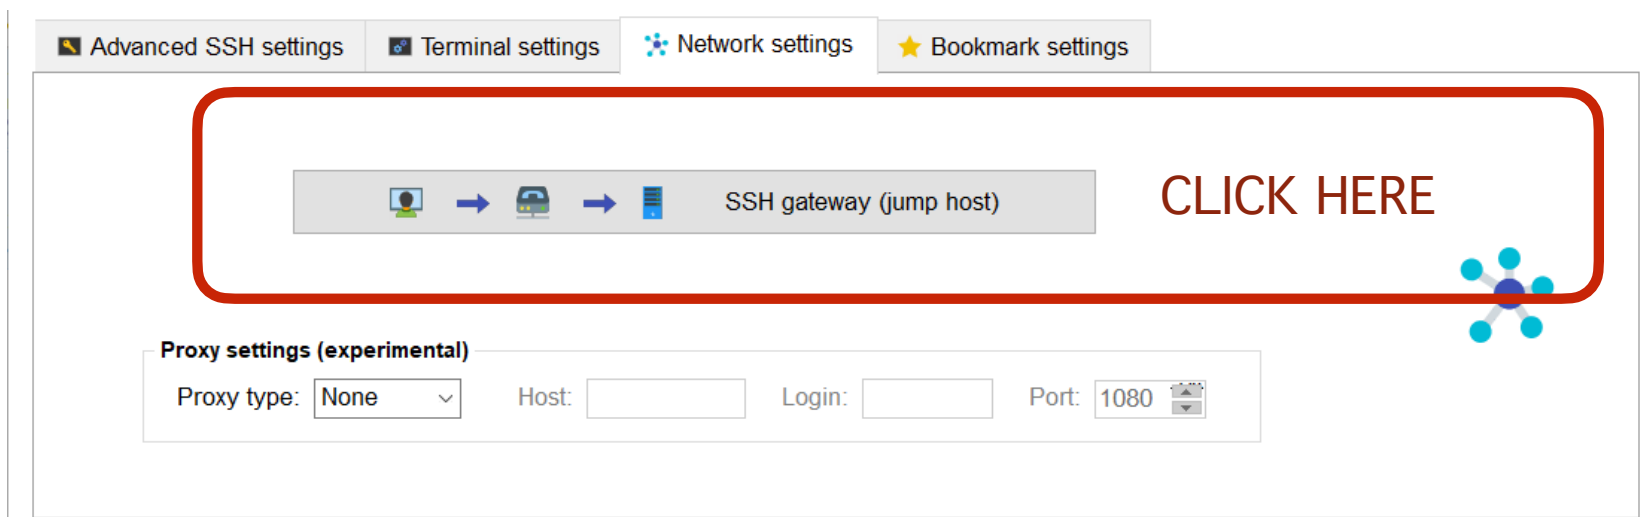 Advanced SSH settings Terminal settings Network settings Bookmark settings
SSH gateway (jump host) CLICK HERE
Proxy settings (experimental)
Proxy type: None Host: Login: Port: 1080